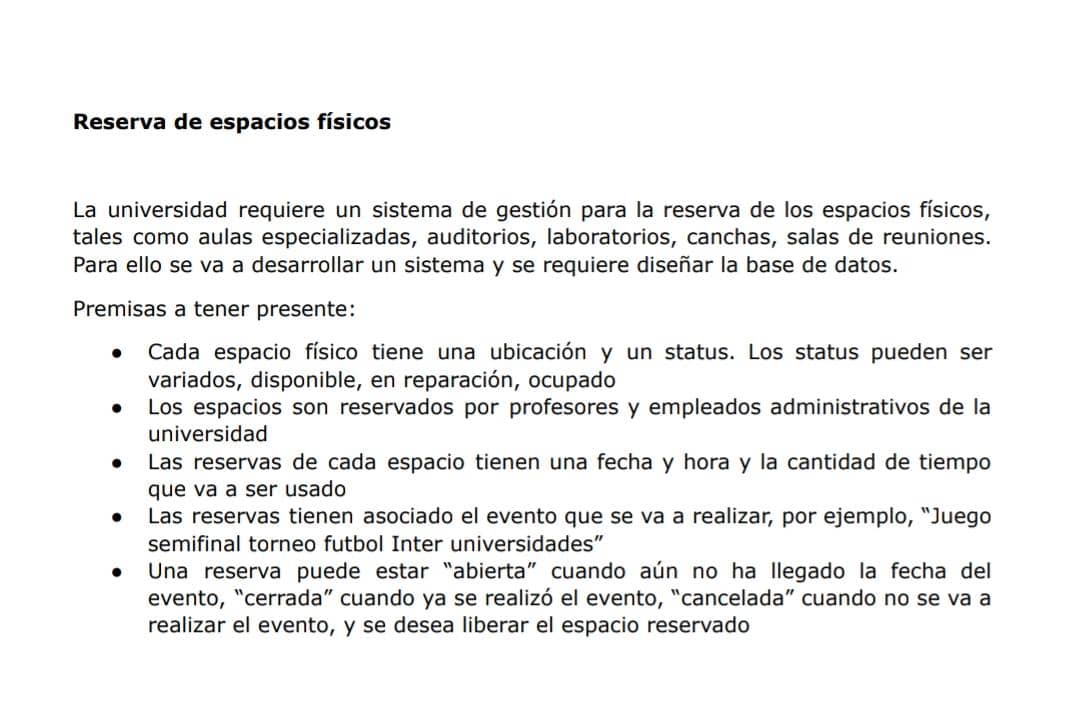 Reserva de espacios físicos
La universidad requiere un sistema de gestión para la reserva de los espacios físicos,
tales como aulas especializadas, auditorios, laboratorios, canchas, salas de reuniones.
Para ello se va a desarrollar un sistema y se requiere diseñar la base de datos.
Premisas a tener presente:
● Cada espacio físico tiene una ubicación y un status. Los status pueden ser
variados, disponible, en reparación, ocupado
● Los espacios son reservados por profesores y empleados administrativos de la
universidad
● Las reservas de cada espacio tienen una fecha y hora y la cantidad de tiempo
que va a ser usado
● Las reservas tienen asociado el evento que se va a realizar, por ejemplo, “Juego
semifinal torneo futbol Inter universidades”
● Una reserva puede estar “abierta” cuando aún no ha llegado la fecha del
evento, “cerrada” cuando ya se realizó el evento, “cancelada” cuando no se va a
realizar el evento, y se desea liberar el espacio reservado